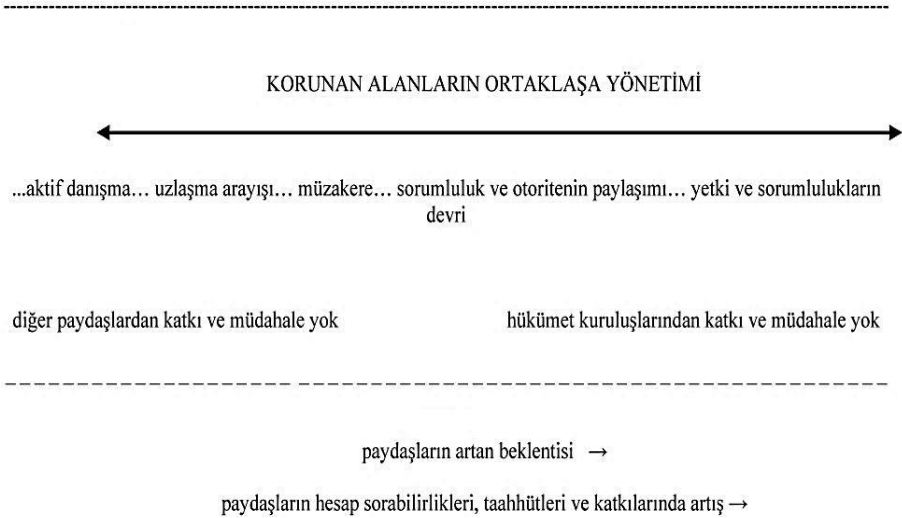 KORUNAN ALANLARIN ORTAKLAŞA YÖNETİMİ
...aktif danışma… uzlaşma arayışı… müzakere… sorumluluk ve otoritenin paylaşımı… yetki ve sorumlulukların
devri
diğer paydaşlardan katkı ve müdahale yok hükümet kuruluşlarından katkı ve müdahale yok
paydaşların artan beklentisi →
paydaşların hesap sorabilirlikleri, taahhütleri ve katkılarında artış →